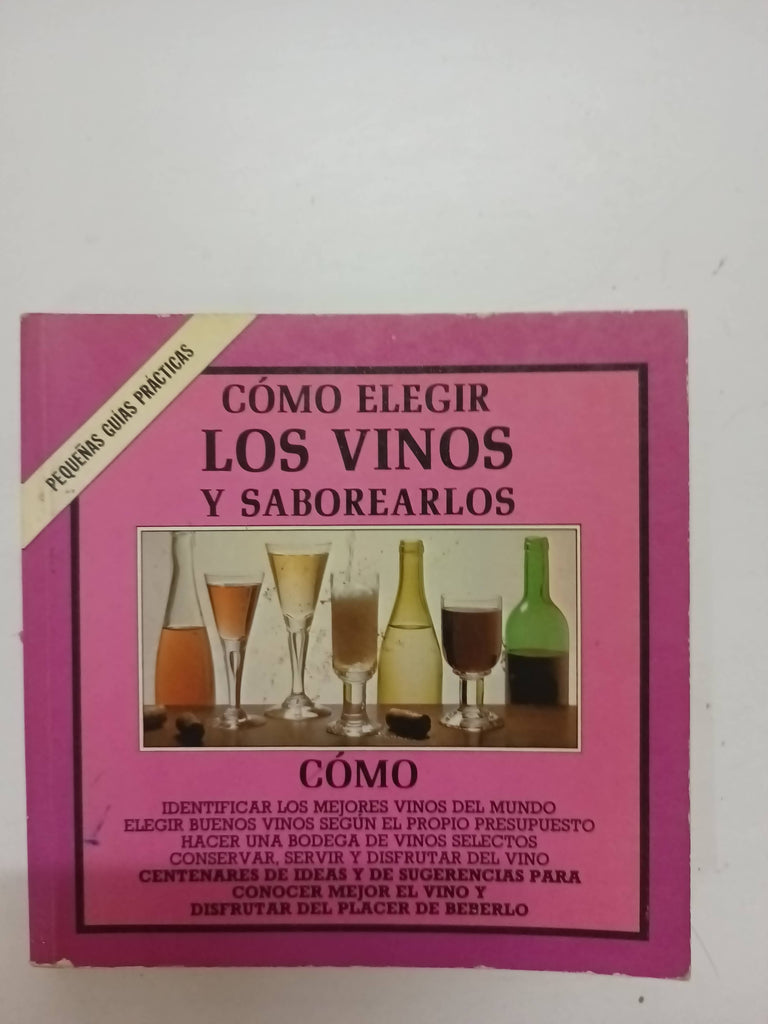 PEQUEÑAS GUÍAS PRÁCTICAS
CÓMO ELEGIR
LOS VINOS
Y SABOREARLOS
CÓMO
IDENTIFICAR LOS MEJORES VINOS DEL MUNDO
ELEGIR BUENOS VINOS SEGÚN EL PROPIO PRESUPUESTO
HACER UNA BODEGA DE VINOS SELECTOS
CONSERVAR, SERVIR Y DISFRUTAR DEL VINO
CENTENARES DE IDEAS Y DE SUGERENCIAS PARA
CONOCER MEJOR EL VINO Y
DISFRUTAR DEL PLACER DE BEBERLO